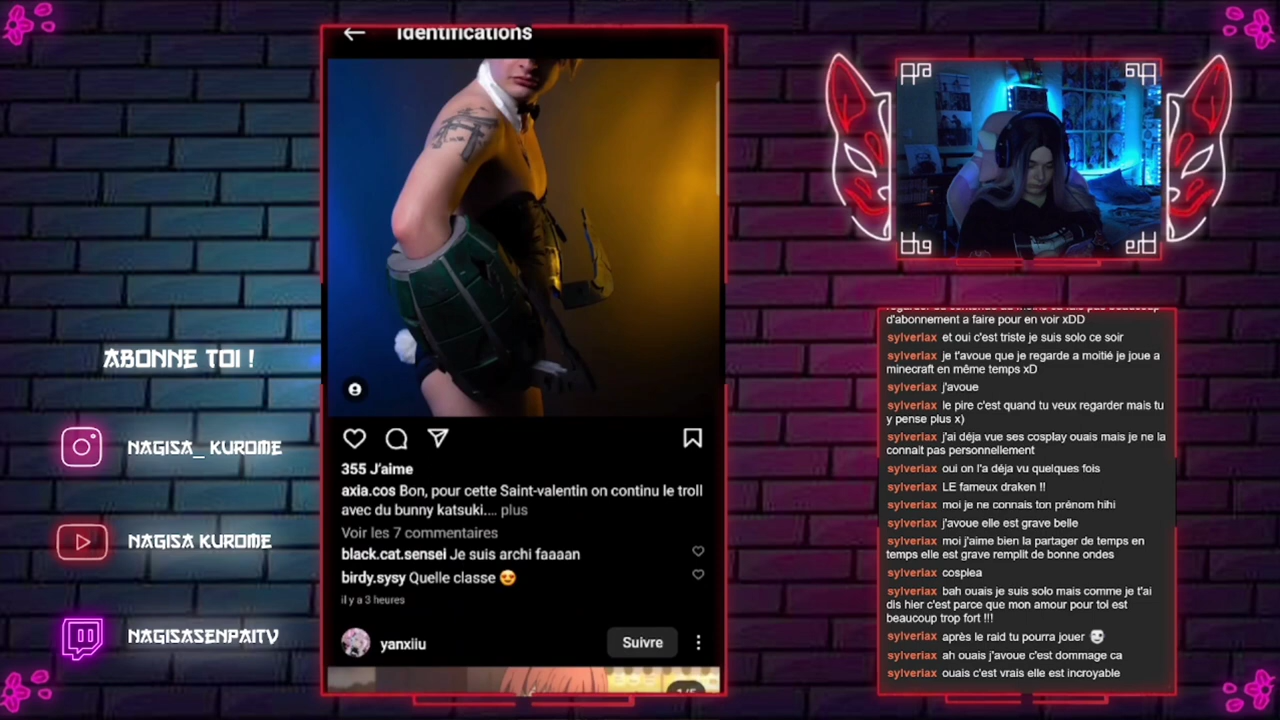 Identifications
355 J'aime
axia.cos Bon, pour cette Saint-valentin on continu le troll
avec du bunny katsuki.... plus
Voir les 7 commentaires
black.cat.sensei Je suis archi faaaan
birdy.sysy Quelle classe 😍
il y a 3 heures
yanxiiu
Suivre
ABONNE TOI !
NAGISA_KUROME
NAGISA KUROME
NAGISASENPAITV
d'abonnement a faire pour en voir xDD
sylveriax et oui c'est triste je suis solo ce soir
sylveriax je t'avoue que je regarde a moitié je joue a
minecraft en même temps xD
sylveriax j'avoue
sylveriax le pire c'est quand tu veux regarder mais tu
y pense plus x)
sylveriax j'ai déja vue ses cosplay ouais mais je ne la
connait pas personnellement
sylveriax oui on l'a déja vu quelques fois
sylveriax LE fameux draken !!
sylveriax moi je ne connais ton prénom hihi
sylveriax j'avoue elle est grave belle
sylveriax moi j'aime bien la partager de temps en
temps elle est grave remplit de bonne ondes
sylveriax cosplea
sylveriax bah ouais je suis solo mais comme je t'ai
dis hier c'est parce que mon amour pour toi est
beaucoup trop fort !!!
sylveriax après le raid tu pourra jouer
sylveriax ah ouais j'avoue c'est dommage ca
sylveriax ouais c'est vrais elle est incroyable